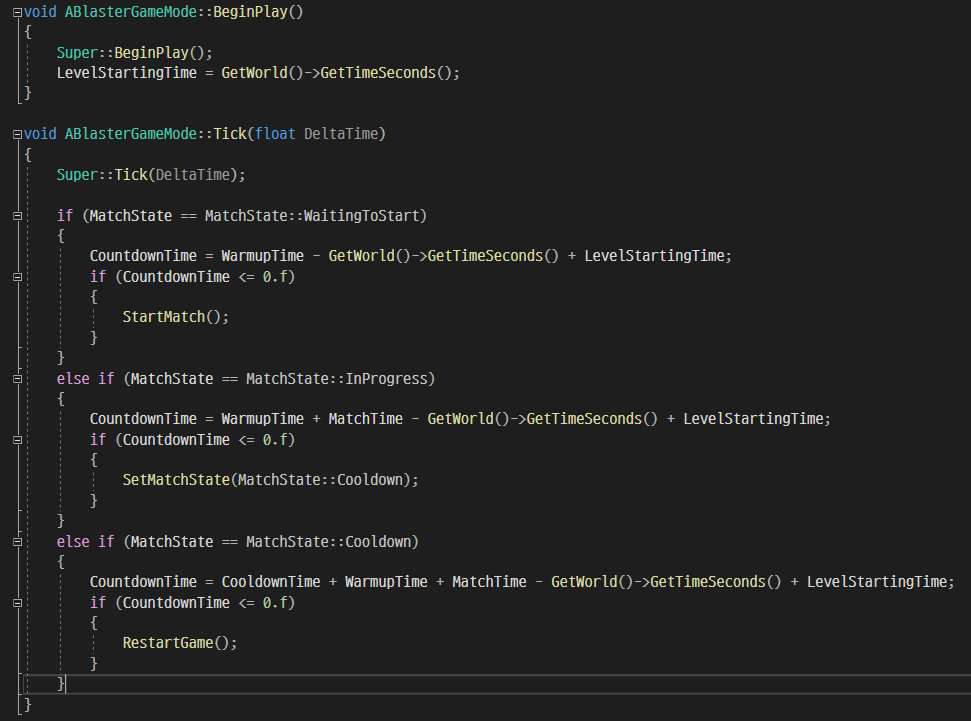 void ABlasterGameMode::BeginPlay()
{
    Super::BeginPlay();
    LevelStartingTime = GetWorld()->GetTimeSeconds();
}

void ABlasterGameMode::Tick(float DeltaTime)
{
    Super::Tick(DeltaTime);

    if (MatchState == MatchState::WaitingToStart)
    {
        CountdownTime = WarmupTime - GetWorld()->GetTimeSeconds() + LevelStartingTime;
        if (CountdownTime <= 0.f)
        {
            StartMatch();
        }
    }
    else if (MatchState == MatchState::InProgress)
    {
        CountdownTime = WarmupTime + MatchTime - GetWorld()->GetTimeSeconds() + LevelStartingTime;
        if (CountdownTime <= 0.f)
        {
            SetMatchState(MatchState::Cooldown);
        }
    }
    else if (MatchState == MatchState::Cooldown)
    {
        CountdownTime = CooldownTime + WarmupTime + MatchTime - GetWorld()->GetTimeSeconds() + LevelStartingTime;
        if (CountdownTime <= 0.f)
        {
            RestartGame();
        }
    }
}